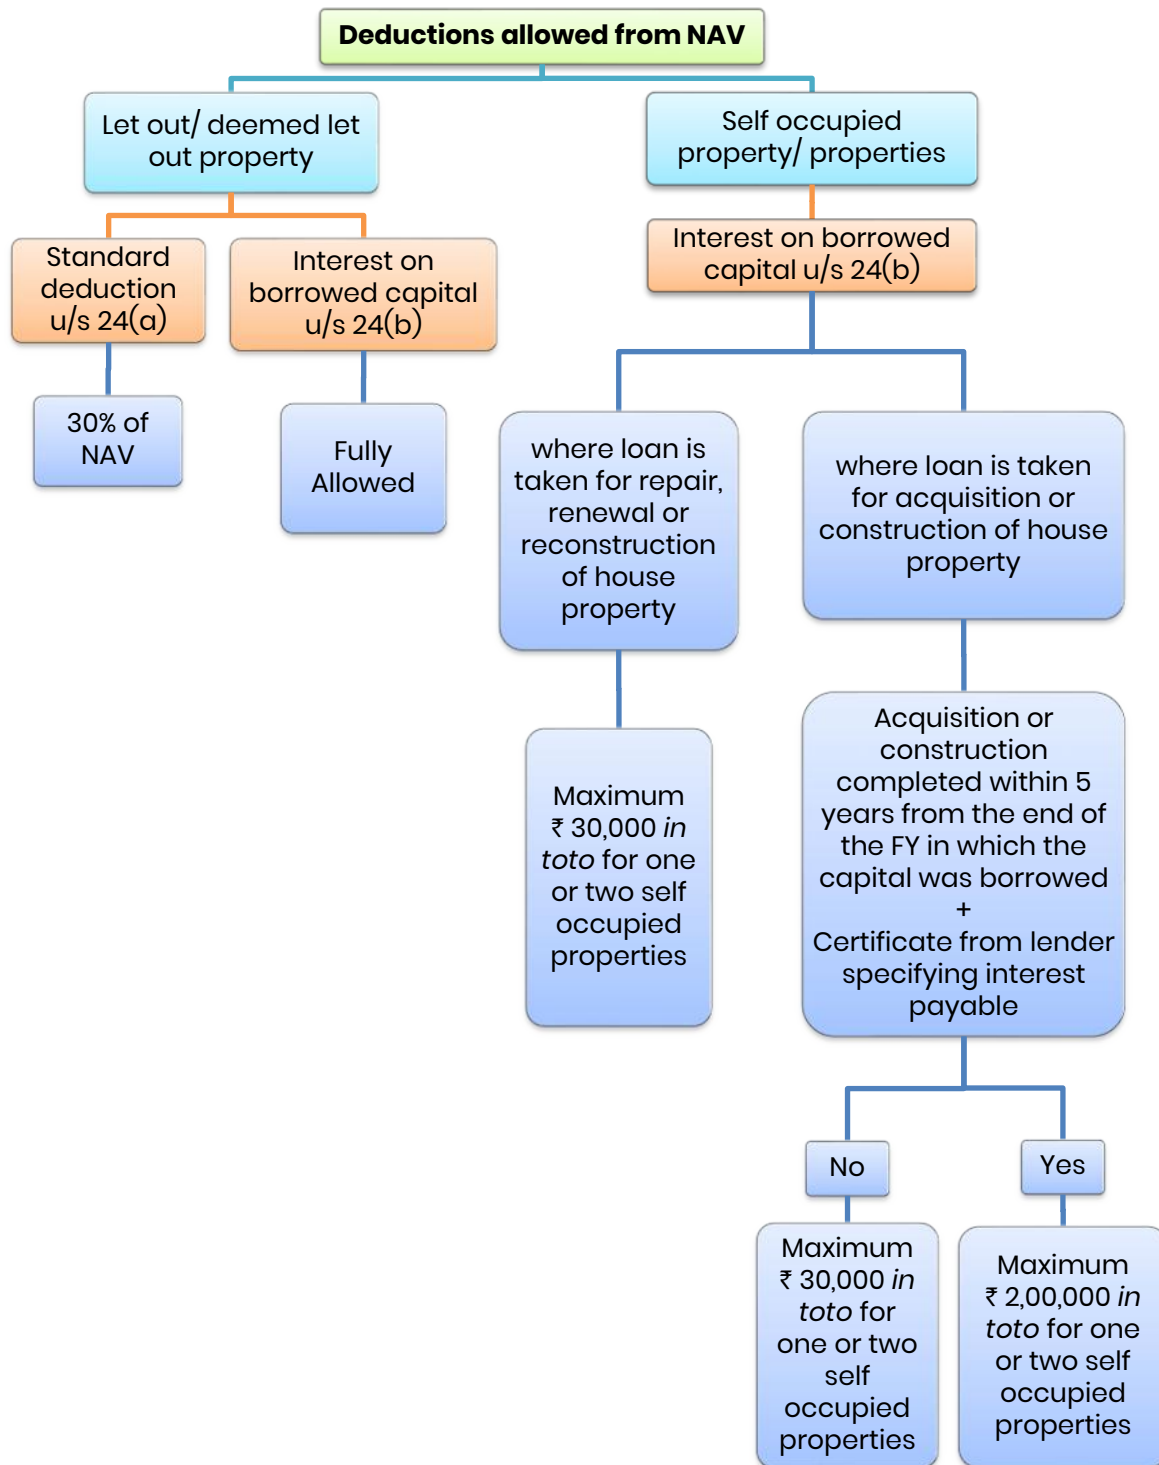 Deductions allowed from NAV
Let out/ deemed let
out property
Self occupied
property/ properties
Standard
deduction
u/s 24(a)
Interest on
borrowed capital
u/s 24(b)
Interest on borrowed
capital u/s 24(b)
30% of
NAV
Fully
Allowed
where loan is
taken for repair,
renewal or
reconstruction
of house
property
where loan is taken
for acquisition or
construction of house
property
Maximum
₹ 30,000 in
toto for one
or two self
occupied
properties
Acquisition or
construction
completed within 5
years from the end of
the FY in which the
capital was borrowed
+
Certificate from lender
specifying interest
payable
No
Yes
Maximum
₹ 30,000 in
toto for
one or two
self
occupied
properties
Maximum
₹ 2,00,000 in
toto for one
or two self
occupied
properties